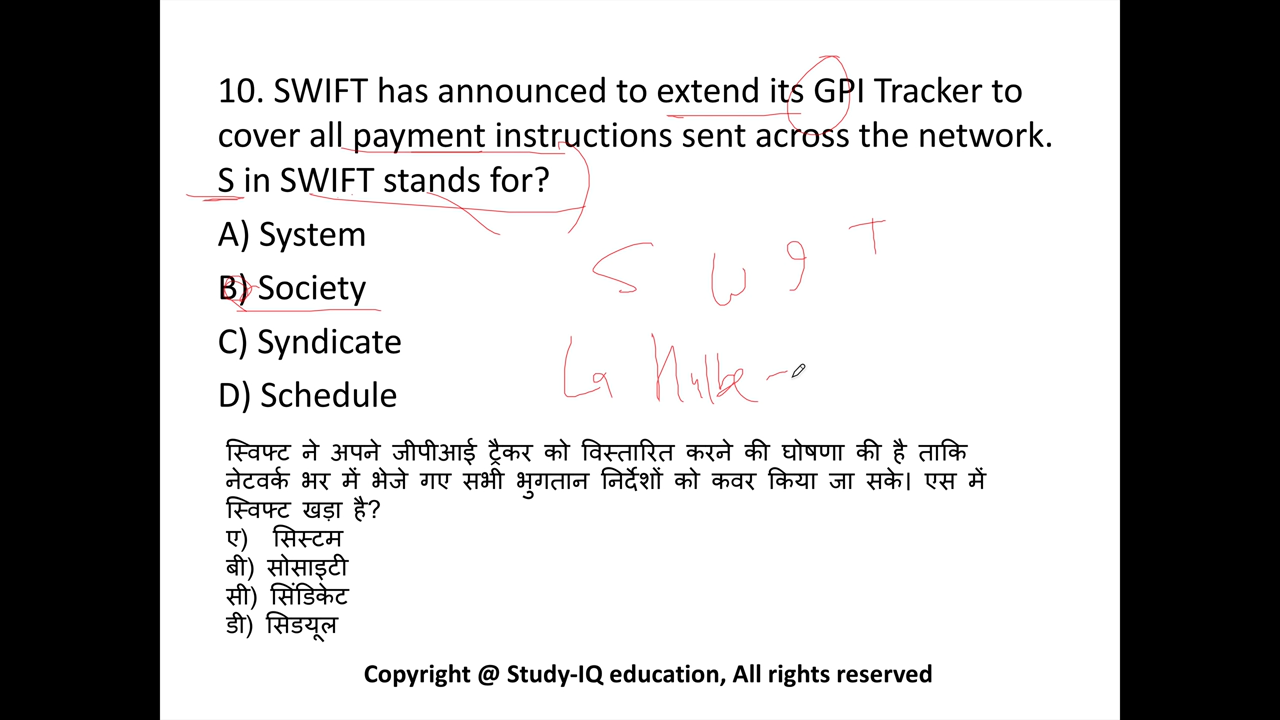 10. SWIFT has announced to extend its GPI Tracker to
cover all payment instructions sent across the network.
S in SWIFT stands for?
A) System
B) Society
C) Syndicate
D) Schedule
S W I T
La Hulpe -
स्विफ्ट ने अपने जीपीआई ट्रैकर को विस्तारित करने की घोषणा की है ताकि
नेटवर्क भर में भेजे गए सभी भुगतान निर्देशों को कवर किया जा सके। एस में
स्विफ्ट खड़ा है?
ए) सिस्टम
बी) सोसाइटी
सी) सिंडिकेट
डी) सिडयूल
Copyright @ Study-IQ education, All rights reserved